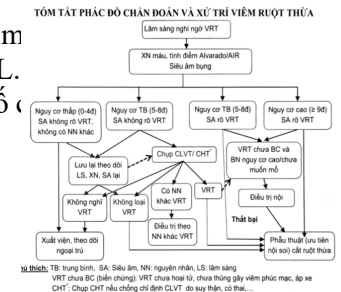 TÓM TẮT PHÁC ĐỒ CHẨN ĐOÁN VÀ XỬ TRÍ VIÊM RUỘT THỪA
Lâm sàng nghi ngờ VRT
XN máu, tính điểm Alvarado/AIR
Siêu âm bụng
Nguy cơ thấp (0-4đ)
SA không rõ VRT,
không có NN khác
Nguy cơ TB (5-8đ)
SA không rõ VRT
Nguy cơ TB (5-8đ)
SA rõ VRT
Nguy cơ cao (≥ 9đ)
SA rõ VRT
Lưu lại theo dõi
LS, XN, SA lại
Chụp CLVT/ CHT*
VRT chưa BC và
BN nguy cơ cao/chưa
muốn mổ
Không nghĩ
VRT
Không loại
VRT
Có NN
khác VRT
VRT
Điều trị nội
Thất bại
Xuất viện, theo dõi
ngoại trú
Điều trị theo
NN khác VRT
Phẫu thuật (ưu tiên
nội soi) cắt ruột thừa
hú thích: TB: trung bình, SA: Siêu âm, NN: nguyên nhân, LS: lâm sàng
VRT chưa BC (biến chứng): VRT chưa hoại tử, chưa thủng gây viêm phúc mạc, áp xe
CHT*: Chụp CHT nếu chống chỉ định CLVT do suy thận, có thai,....